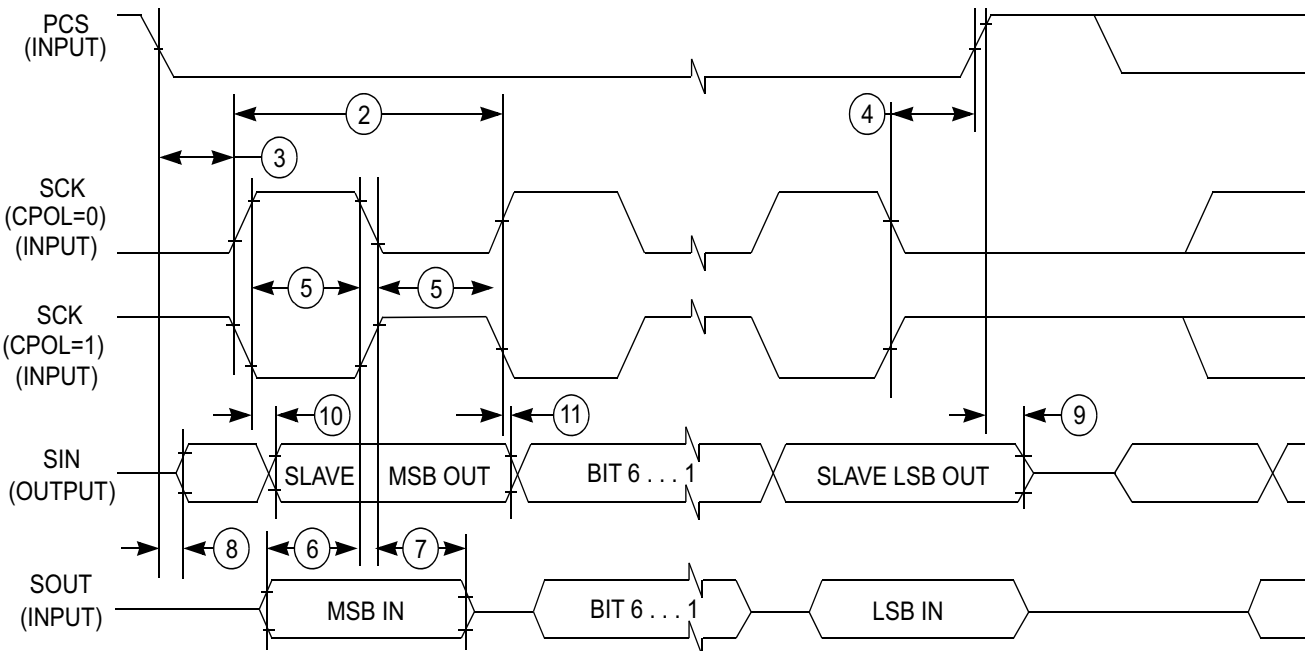 PCS
(INPUT)
2
4
3
SCK
(CPOL=0)
(INPUT)
5
5
SCK
(CPOL=1)
(INPUT)
10
11
9
SIN
(OUTPUT)
SLAVE
MSB OUT
BIT 6 . . . 1
SLAVE LSB OUT
8
6
7
SOUT
(INPUT)
MSB IN
BIT 6 . . . 1
LSB IN